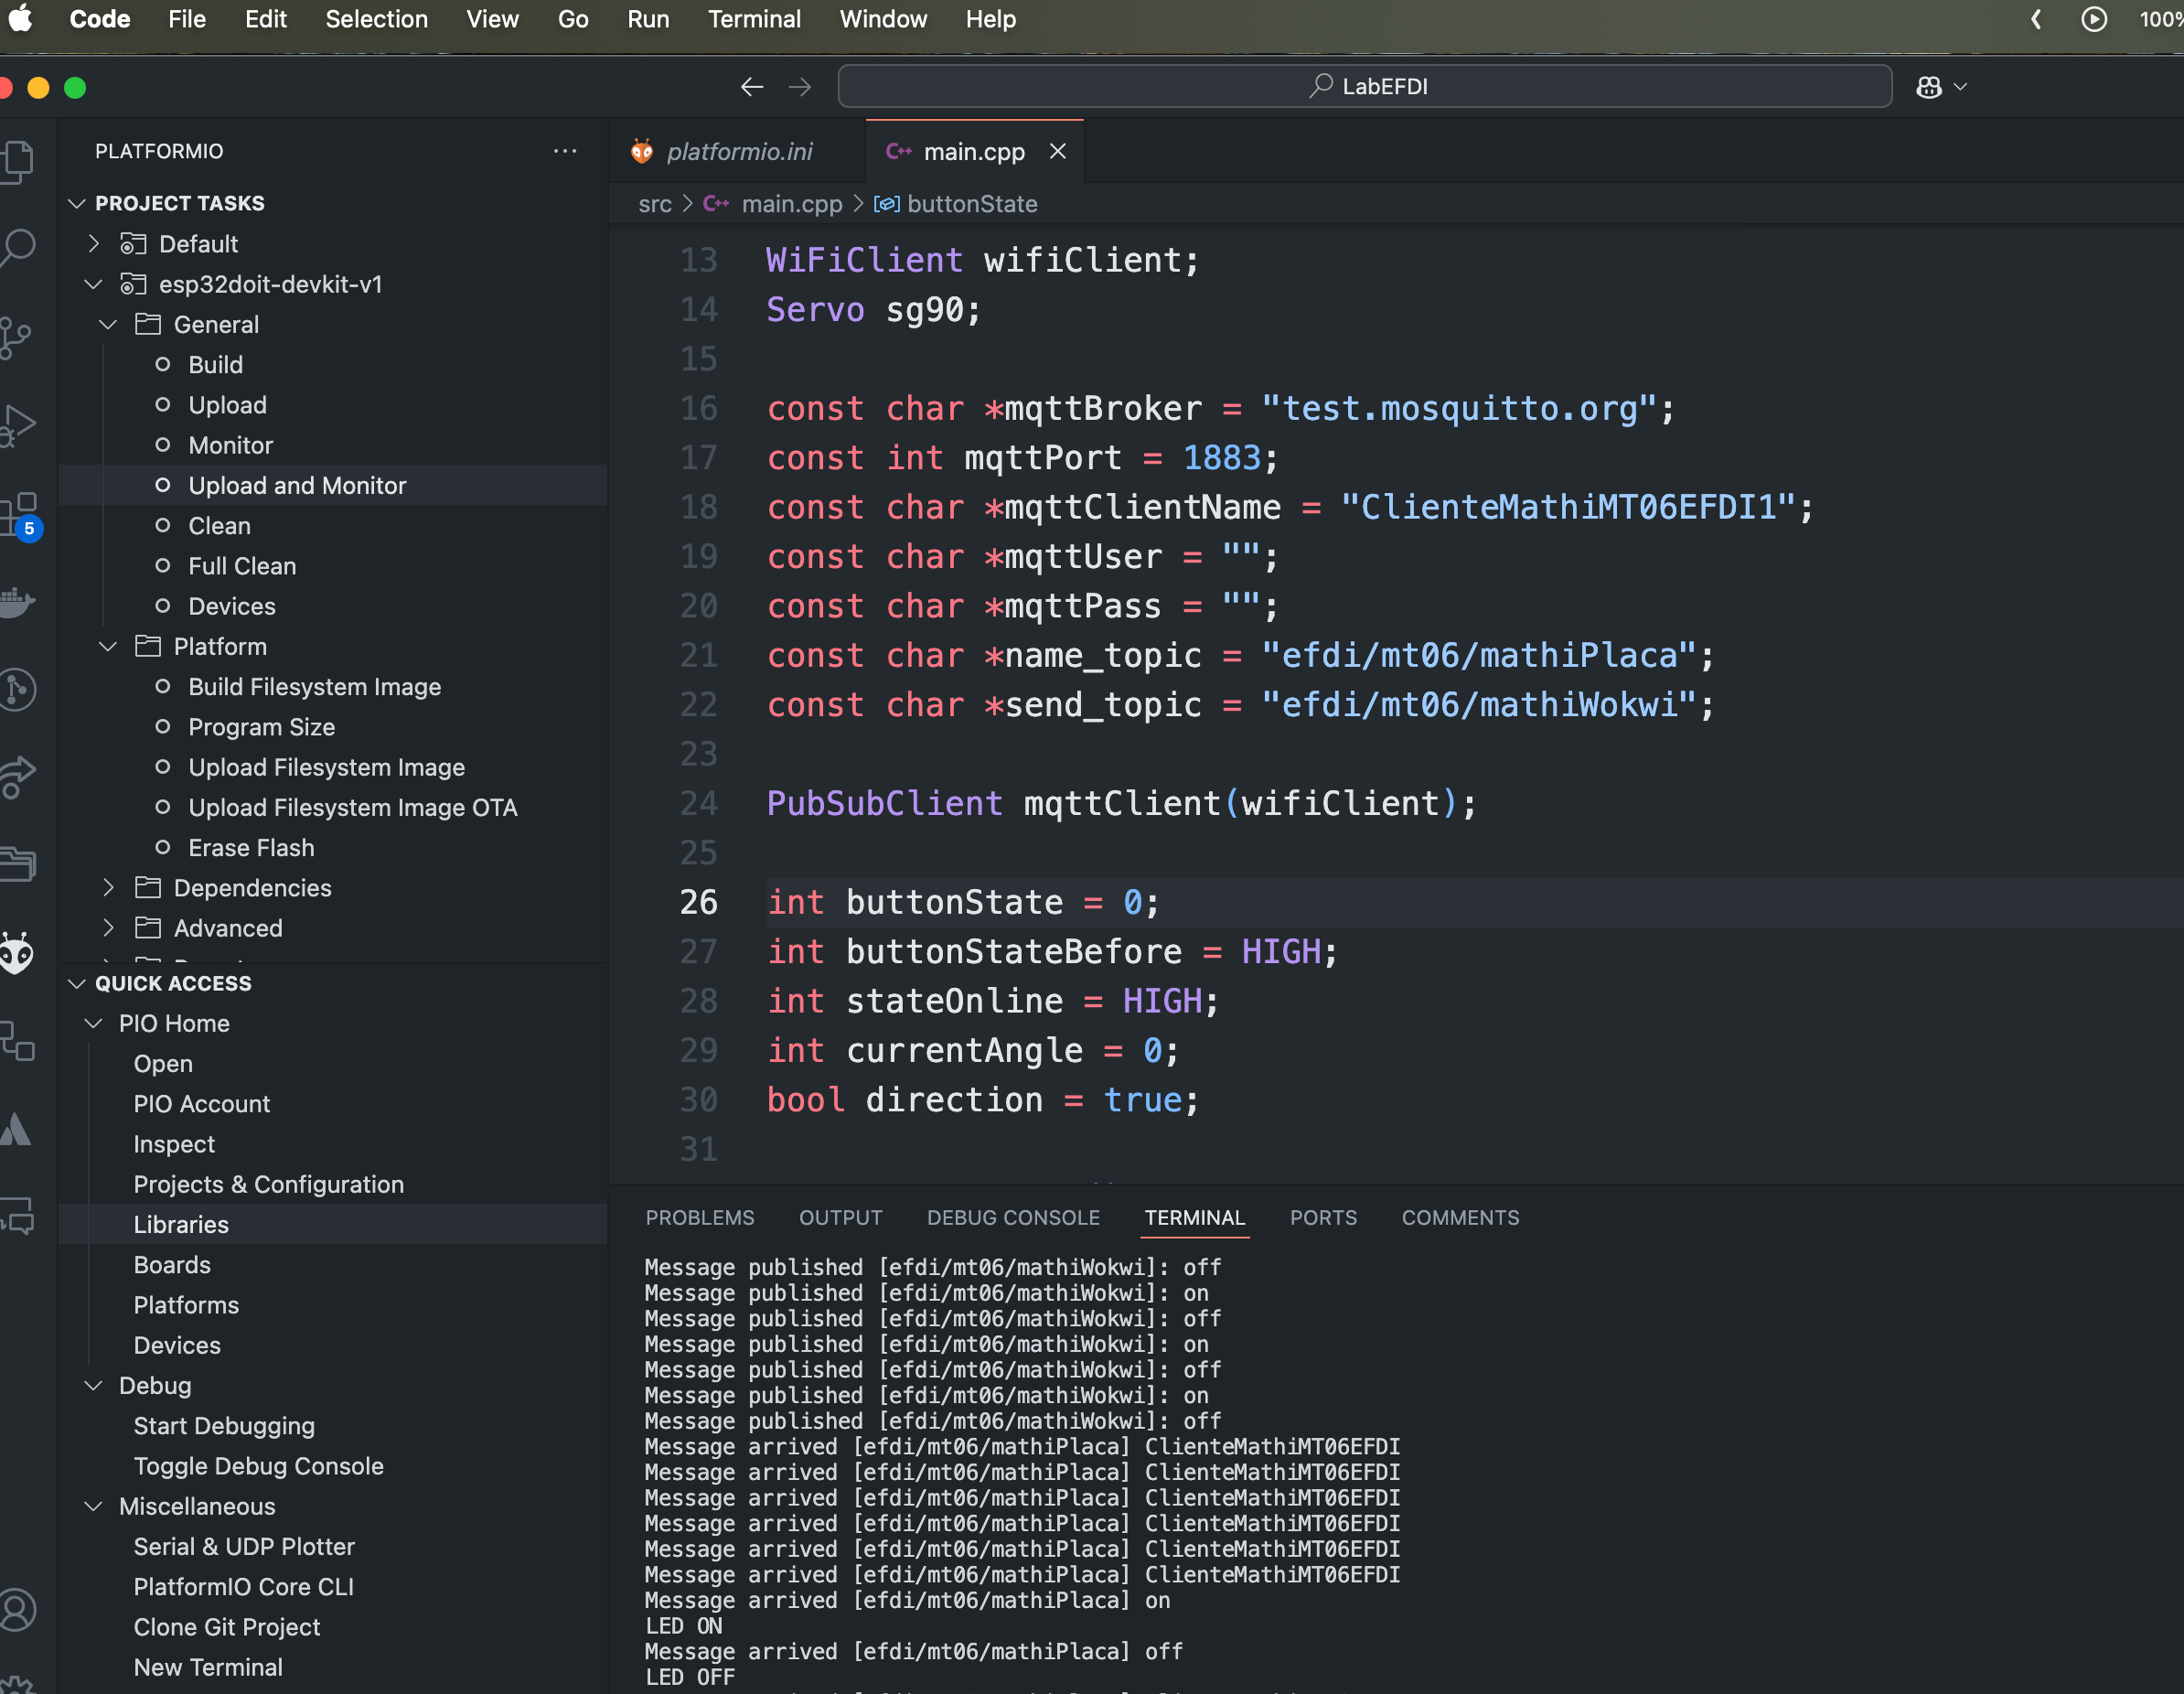 Code File Edit Selection View Go Run Terminal Window Help 100%
LabEFDI
PLATFORMIO
PROJECT TASKS
Default
esp32doit-devkit-v1
General
Build
Upload
Monitor
Upload and Monitor
Clean
Full Clean
Devices
Platform
Build Filesystem Image
Program Size
Upload Filesystem Image
Upload Filesystem Image OTA
Erase Flash
Dependencies
Advanced
5
QUICK ACCESS
PIO Home
Open
PIO Account
Inspect
Projects & Configuration
Libraries
Boards
Platforms
Devices
Debug
Start Debugging
Toggle Debug Console
Miscellaneous
Serial & UDP Plotter
PlatformIO Core CLI
Clone Git Project
New Terminal
platformio.ini C++ main.cpp
src > C++ main.cpp > buttonState
13 WiFiClient wifiClient;
14 Servo sg90;
15
16 const char *mqttBroker = "test.mosquitto.org";
17 const int mqttPort = 1883;
18 const char *mqttClientName = "ClienteMathiMT06EFDI1";
19 const char *mqttUser = "";
20 const char *mqttPass = "";
21 const char *name_topic = "efdi/mt06/mathiPlaca";
22 const char *send_topic = "efdi/mt06/mathiWokwi";
23
24 PubSubClient mqttClient(wifiClient);
25
26 int buttonState = 0;
27 int buttonStateBefore = HIGH;
28 int stateOnline = HIGH;
29 int currentAngle = 0;
30 bool direction = true;
31
PROBLEMS OUTPUT DEBUG CONSOLE TERMINAL PORTS COMMENTS
Message published [efdi/mt06/mathiWokwi]: off
Message published [efdi/mt06/mathiWokwi]: on
Message published [efdi/mt06/mathiWokwi]: off
Message published [efdi/mt06/mathiWokwi]: on
Message published [efdi/mt06/mathiWokwi]: off
Message published [efdi/mt06/mathiWokwi]: on
Message published [efdi/mt06/mathiWokwi]: off
Message arrived [efdi/mt06/mathiPlaca] ClienteMathiMT06EFDI
Message arrived [efdi/mt06/mathiPlaca] ClienteMathiMT06EFDI
Message arrived [efdi/mt06/mathiPlaca] ClienteMathiMT06EFDI
Message arrived [efdi/mt06/mathiPlaca] ClienteMathiMT06EFDI
Message arrived [efdi/mt06/mathiPlaca] ClienteMathiMT06EFDI
Message arrived [efdi/mt06/mathiPlaca] ClienteMathiMT06EFDI
Message arrived [efdi/mt06/mathiPlaca] on
LED ON
Message arrived [efdi/mt06/mathiPlaca] off
LED OFF